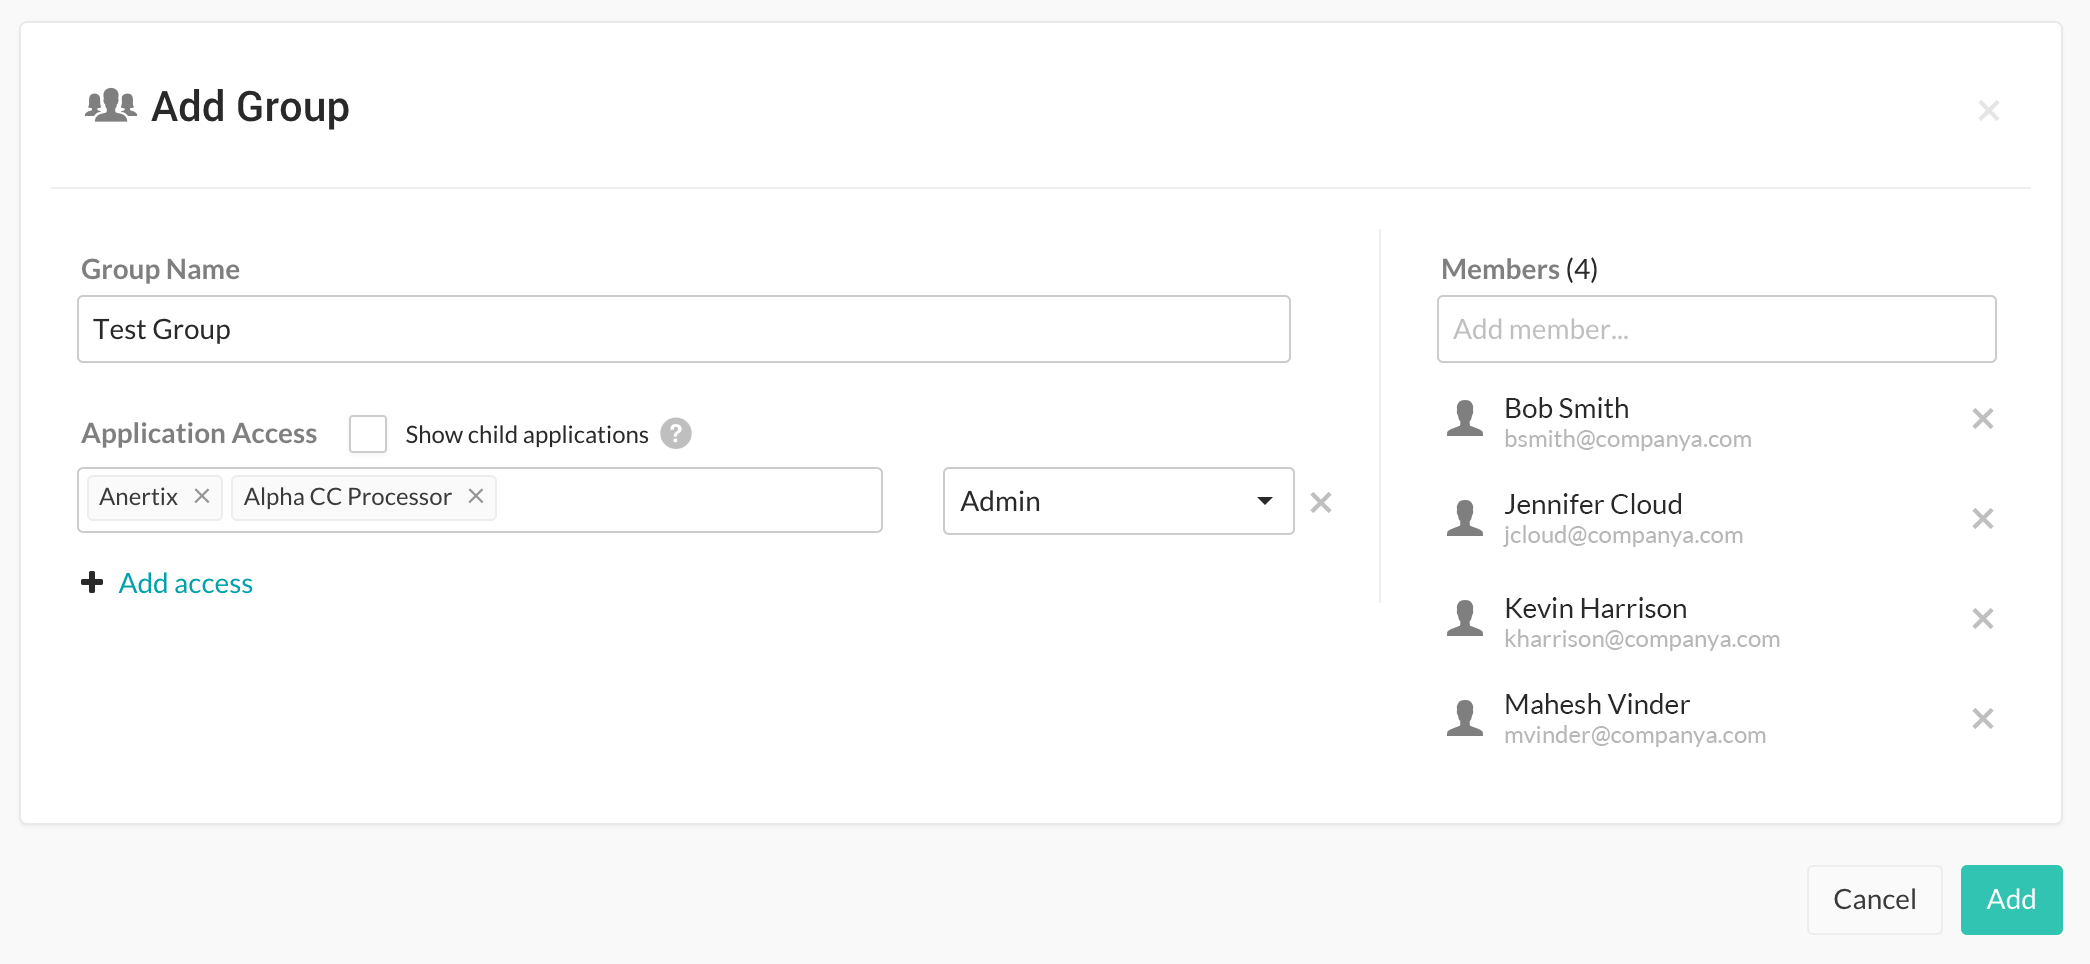 Add Group
Group Name
Test Group
Application Access Show child applications ?
Anertix Alpha CC Processor Admin
Add access
Members (4)
Add member...
Bob Smith
bsmith@companya.com
Jennifer Cloud
jcloud@companya.com
Kevin Harrison
kharrison@companya.com
Mahesh Vinder
mvinder@companya.com
Cancel Add